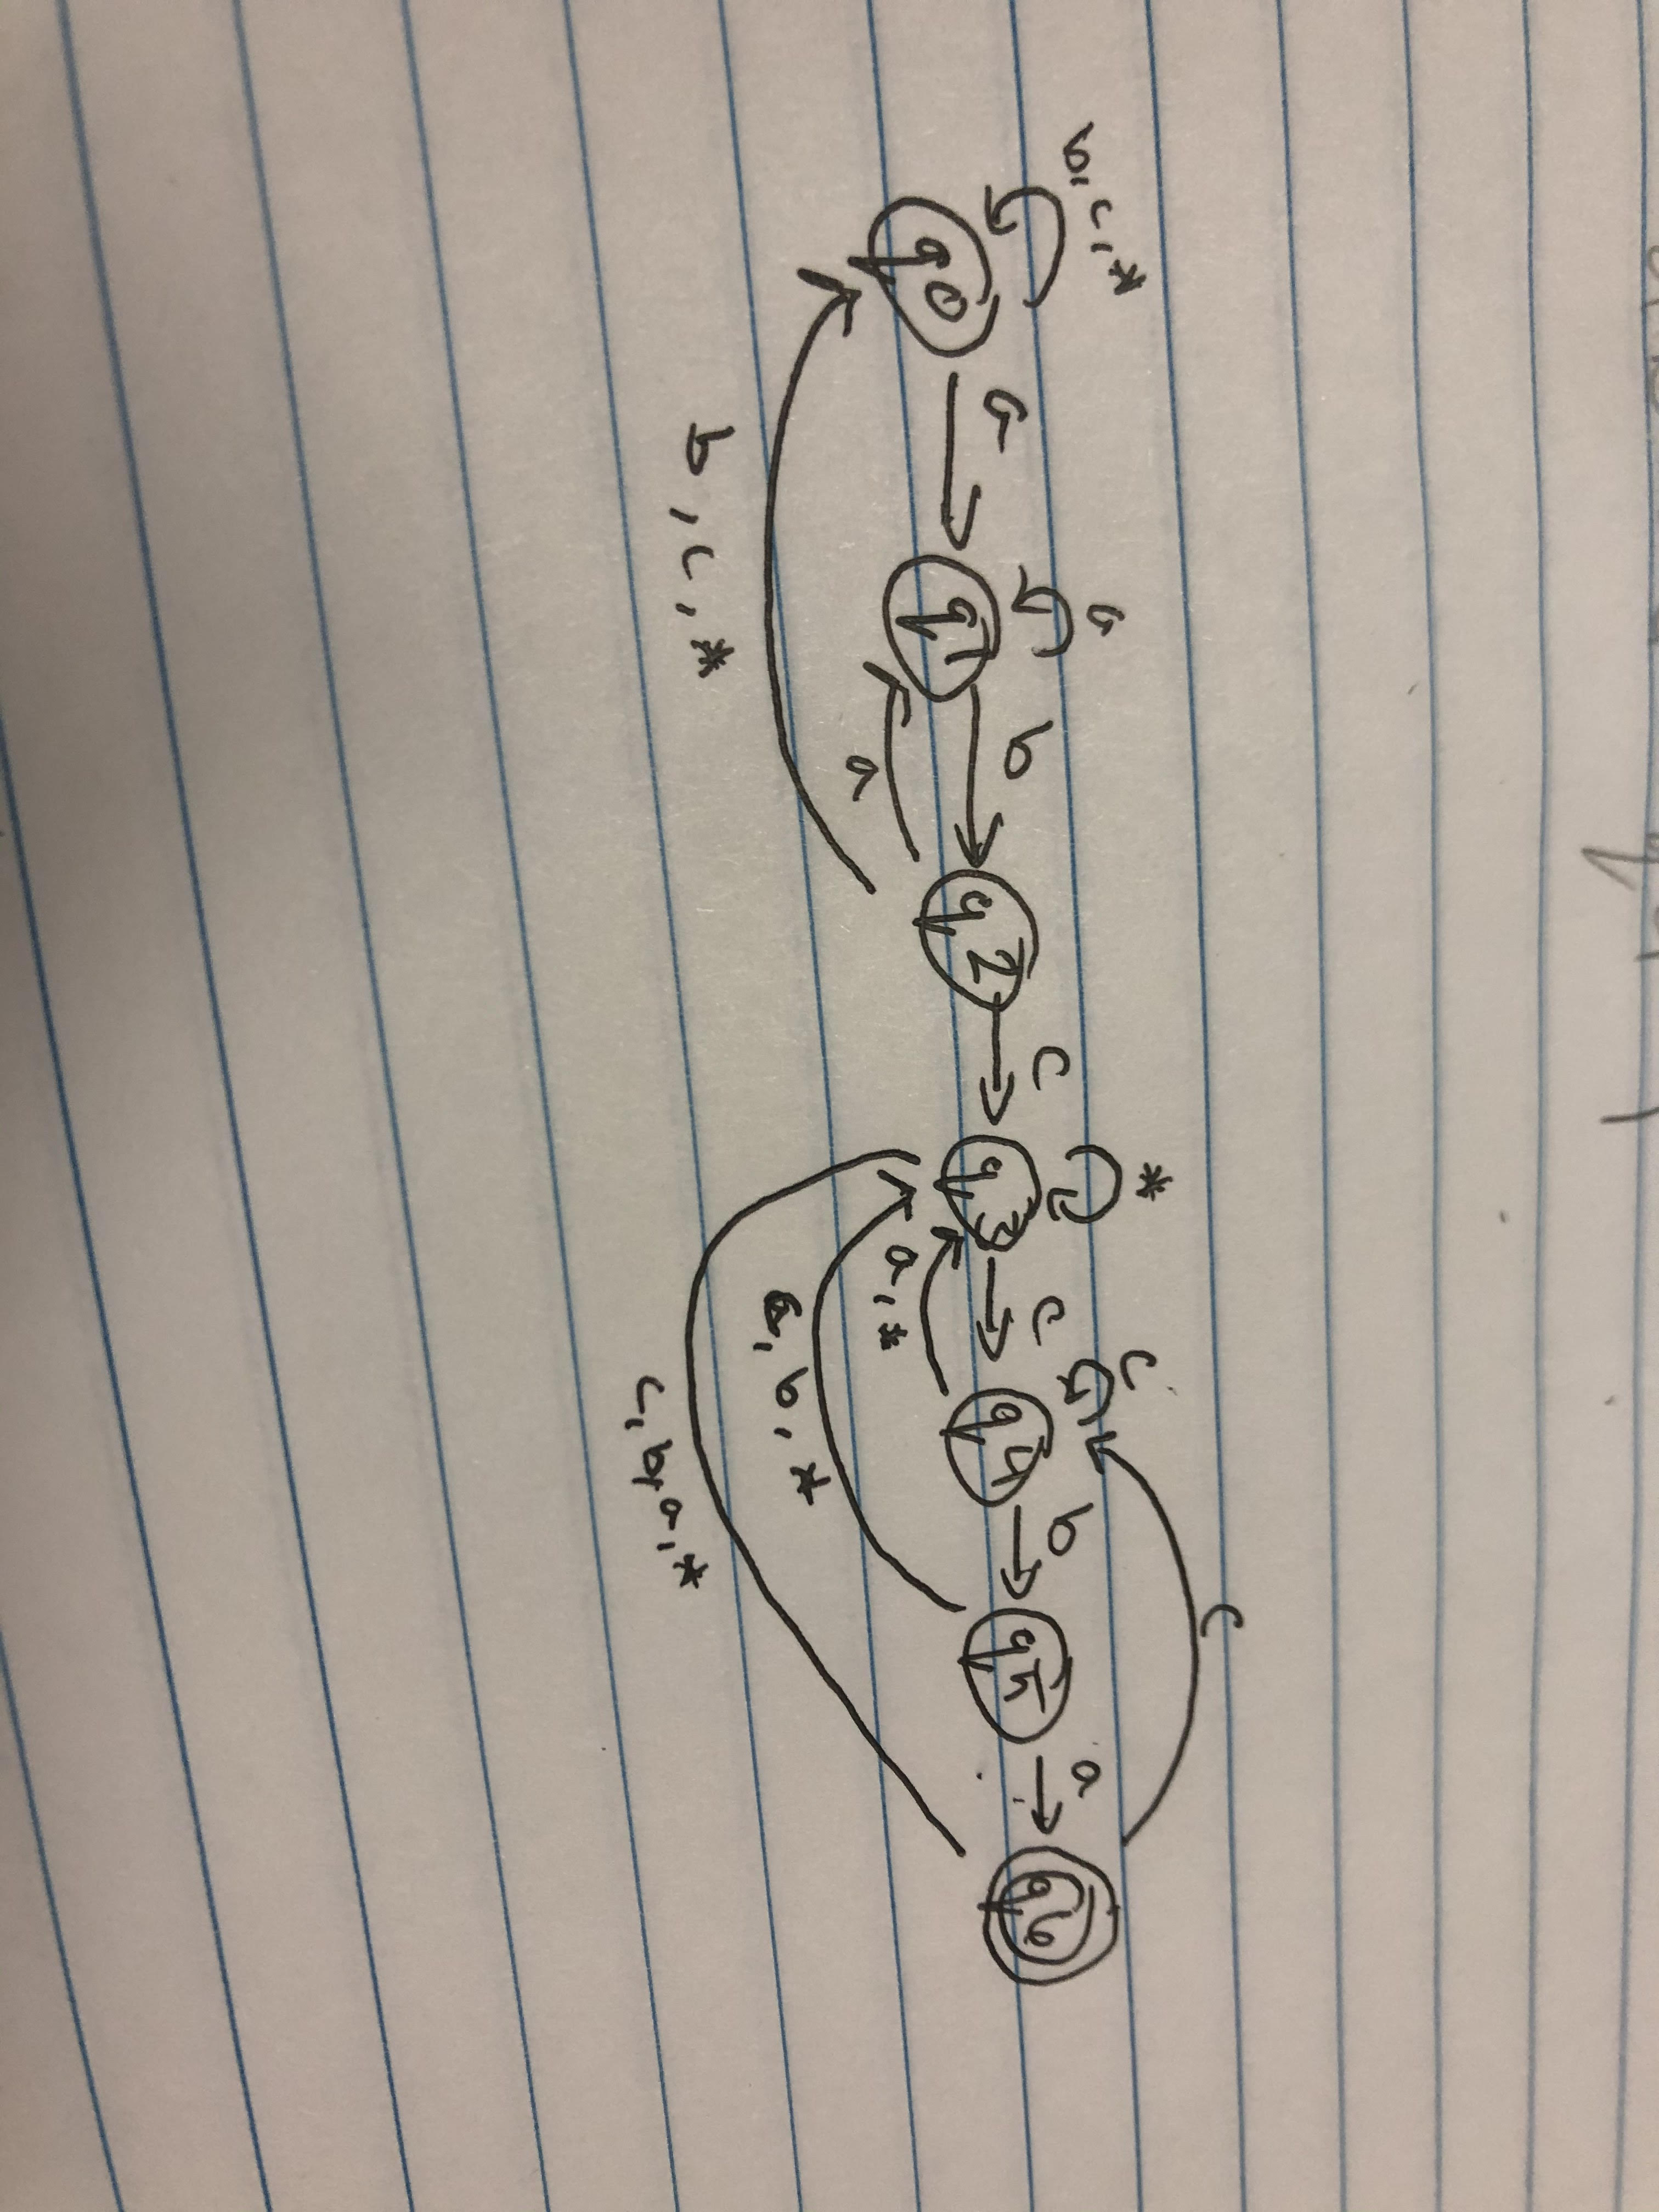 b, c, *
a
a
b
c
*
c
c
c
b
a
q0
q1
q2
q3
q4
q5
q6
a
a, *
b, c, *
a, b, *
c, b, a, *